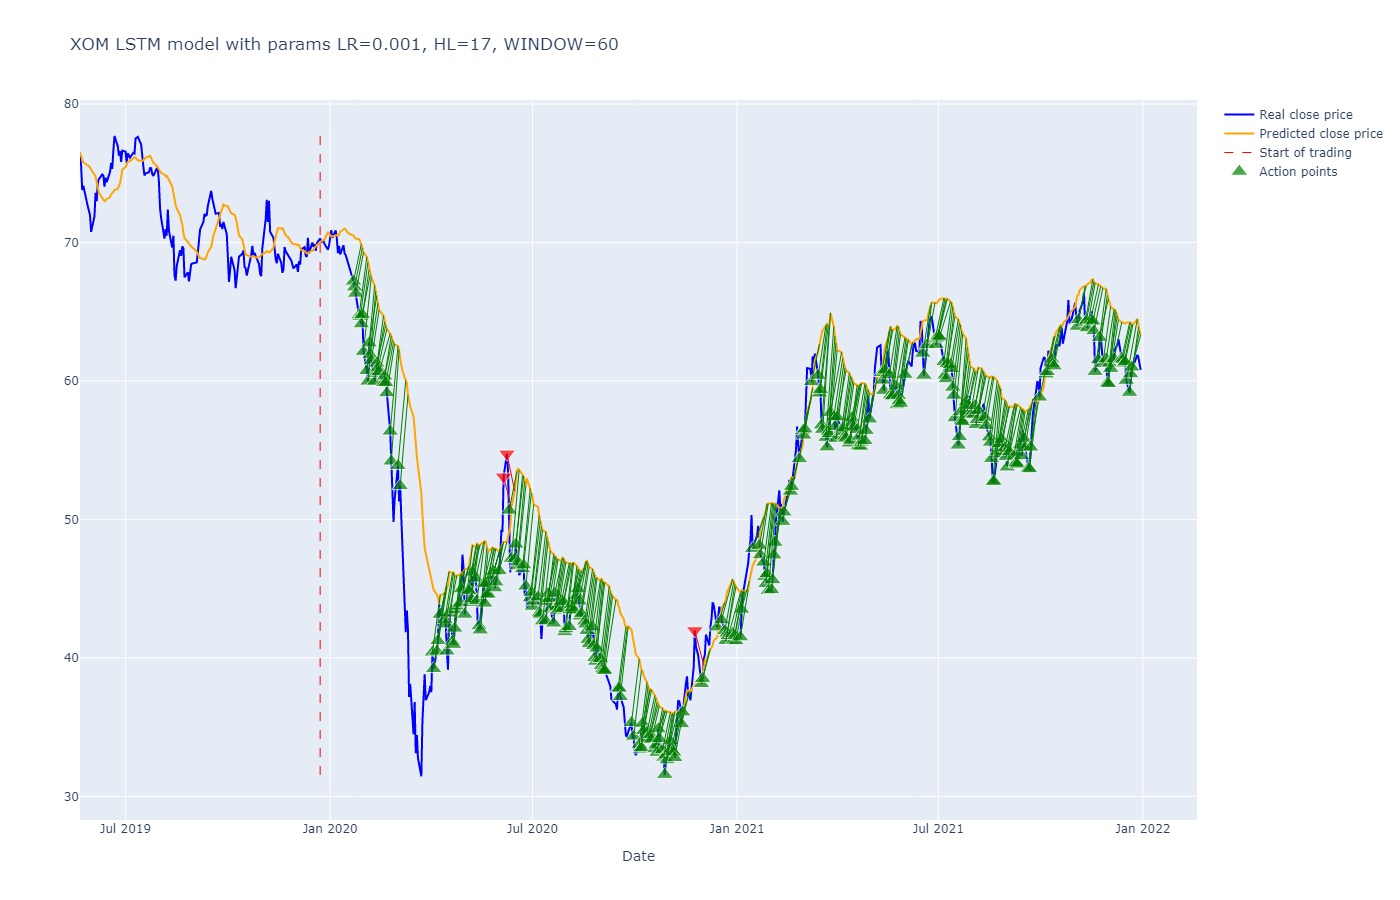 XOM LSTM model with params LR=0.001, HL=17, WINDOW=60
80
70
60
50
40
30
Jul 2019
Jan 2020
Jul 2020
Jan 2021
Jul 2021
Jan 2022
Date
Real close price
Predicted close price
Start of trading
Action points